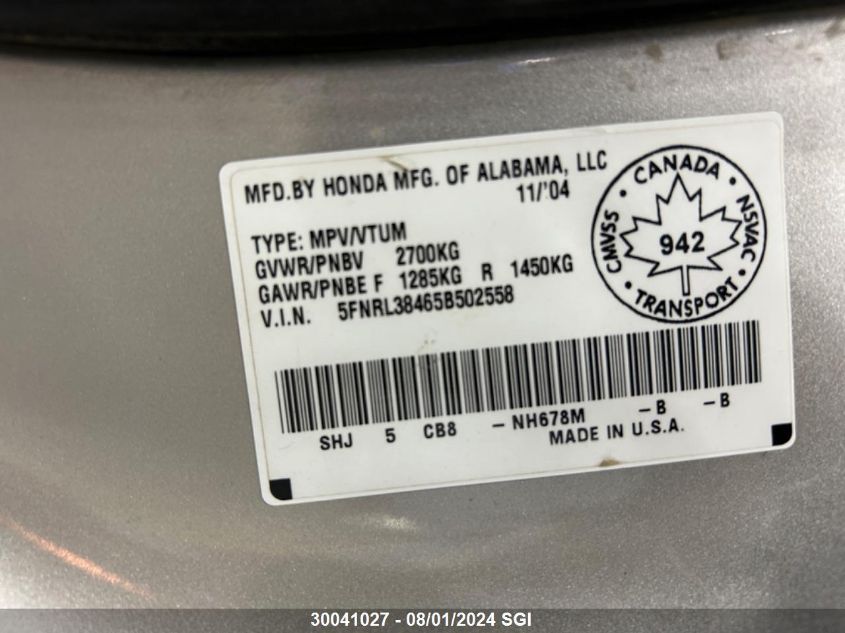 MFD.BY HONDA MFG. OF ALABAMA, LLC
11/'04
TYPE: MPV/VTUM
GVWR/PNBV 2700KG
GAWR/PNBE F 1285KG R 1450KG
V.I.N. 5FNRL38465B502558
CANADA
CMVSS
942
NSVAC
TRANSPORT
SHJ 5 CB8 -NH678M -B -B
MADE IN U.S.A.
30041027 - 08/01/2024 SGI